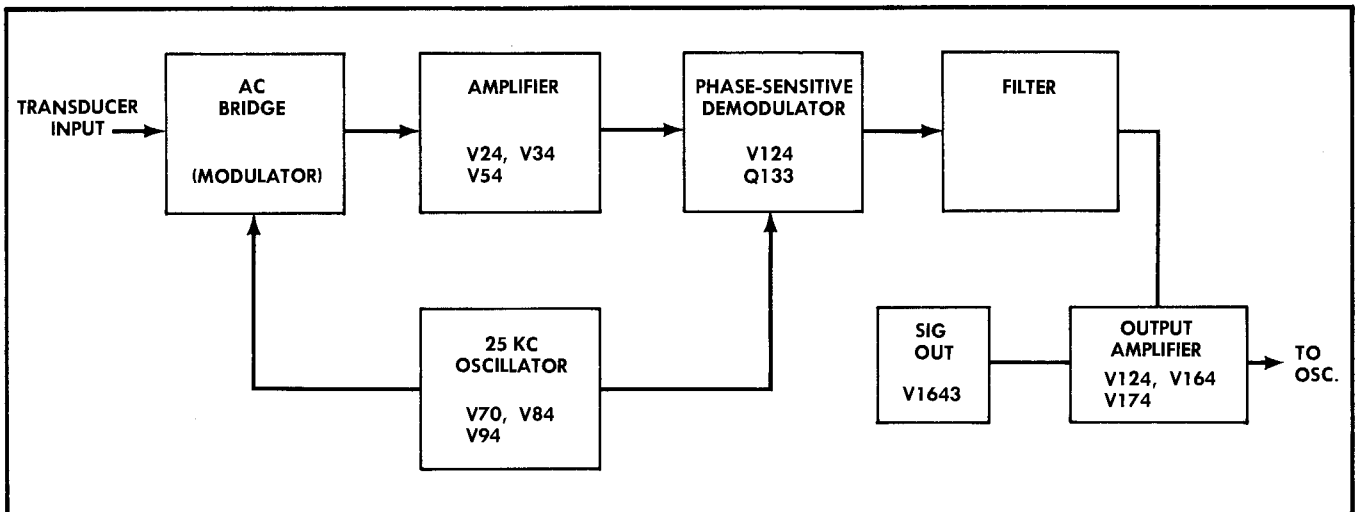 TRANSDUCER
INPUT
AC
BRIDGE
(MODULATOR)
AMPLIFIER
V24, V34
V54
PHASE-SENSITIVE
DEMODULATOR
V124
Q133
FILTER
25 KC
OSCILLATOR
V70, V84
V94
SIG
OUT
V1643
OUTPUT
AMPLIFIER
V124, V164
V174
TO
OSC.